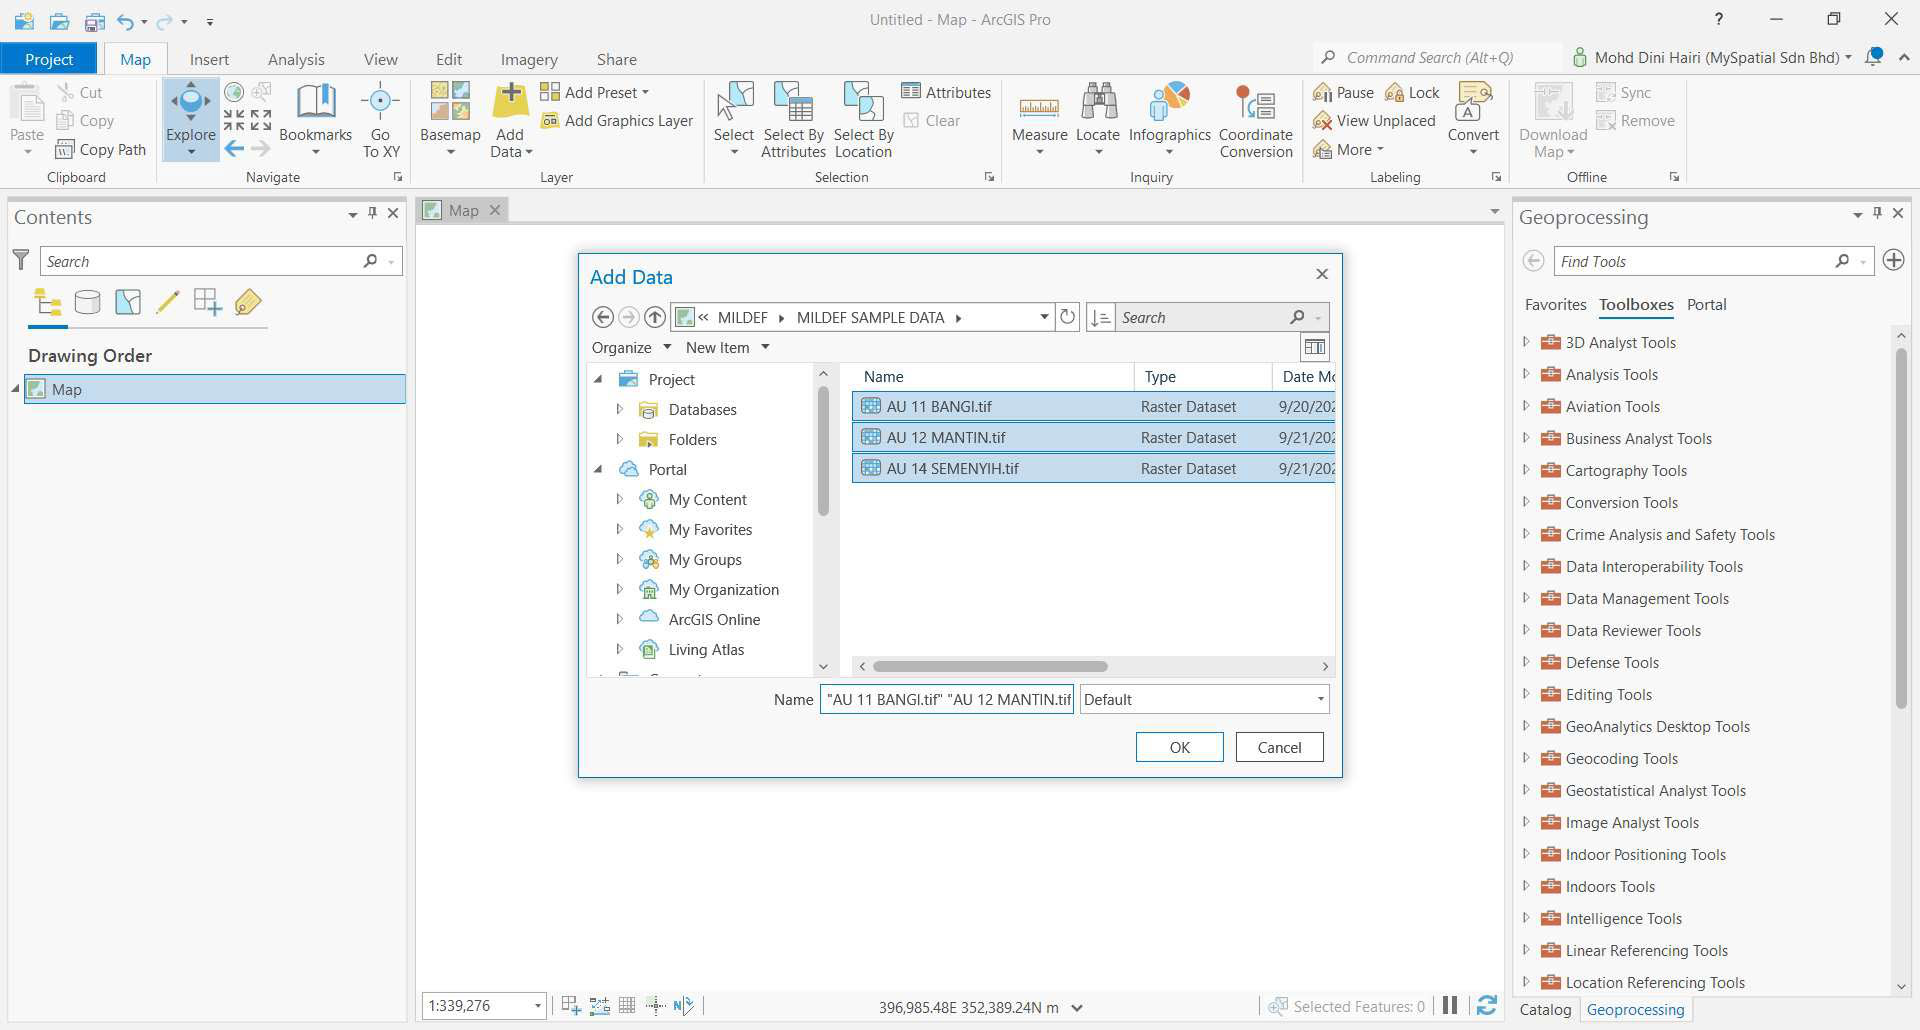 Untitled - Map - ArcGIS Pro
?
Project
Map
Insert
Analysis
View
Edit
Imagery
Share
Command Search (Alt+Q)
Mohd Dini Hairi (MySpatial Sdn Bhd)
Paste
Cut
Copy
Copy Path
Clipboard
Explore
Bookmarks
Go
To XY
Navigate
Basemap
Add
Data
Add Preset
Add Graphics Layer
Layer
Select
Select By
Attributes
Select By
Location
Attributes
Clear
Selection
Measure
Locate
Infographics
Coordinate
Conversion
Inquiry
Pause
Lock
View Unplaced
More
Convert
Labeling
Download
Map
Sync
Remove
Offline
Contents
Search
Drawing Order
Map
Map
Add Data
« MILDEF
MILDEF SAMPLE DATA
Search
Organize
New Item
Project
Databases
Folders
Portal
My Content
My Favorites
My Groups
My Organization
ArcGIS Online
Living Atlas
Name
Type
AU 11 BANGI.tif
Raster Dataset
AU 12 MANTIN.tif
Raster Dataset
AU 14 SEMENYIH.tif
Raster Dataset
Name
"AU 11 BANGI.tif" "AU 12 MANTIN.tif
Default
OK
Cancel
1:339,276
396,985.48E 352,389.24N m
Selected Features: 0
Geoprocessing
Find Tools
Favorites
Toolboxes
Portal
3D Analyst Tools
Analysis Tools
Aviation Tools
Business Analyst Tools
Cartography Tools
Conversion Tools
Crime Analysis and Safety Tools
Data Interoperability Tools
Data Management Tools
Data Reviewer Tools
Defense Tools
Editing Tools
GeoAnalytics Desktop Tools
Geocoding Tools
Geostatistical Analyst Tools
Image Analyst Tools
Indoor Positioning Tools
Indoors Tools
Intelligence Tools
Linear Referencing Tools
Location Referencing Tools
Catalog
Geoprocessing